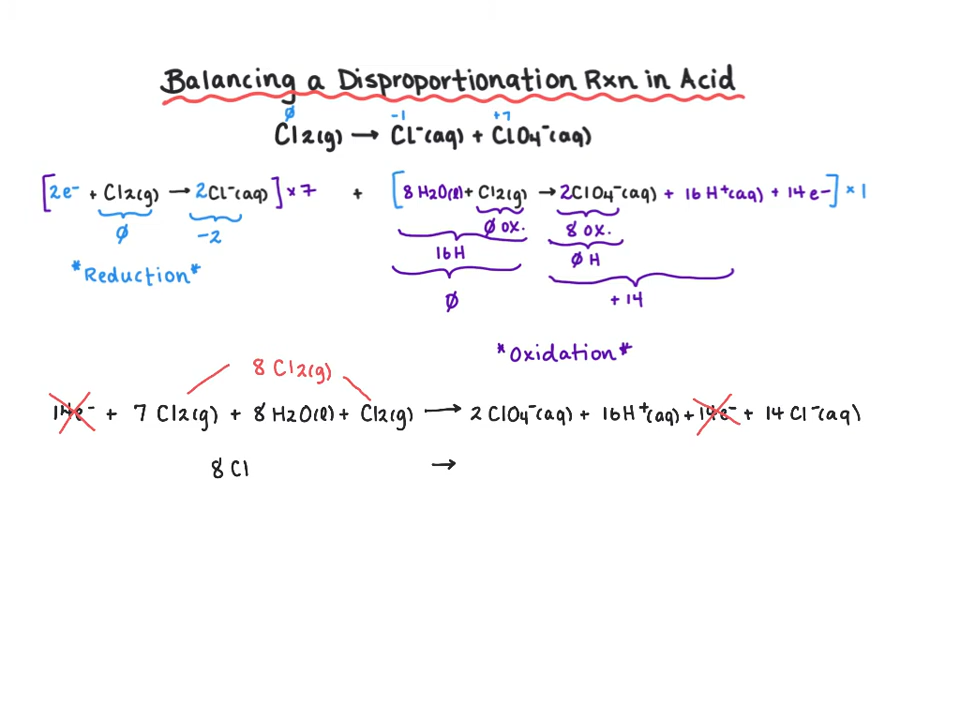 Balancing a Disproportionation Rxn in Acid
Ø -1 +7
Cl2(g) → Cl⁻(aq) + ClO4⁻(aq)
[2e⁻ + Cl2(g) → 2Cl⁻(aq)] × 7 + [8 H2O(l) + Cl2(g) → 2ClO4⁻(aq) + 16 H⁺(aq) + 14 e⁻] × 1
Ø -2 Ø ox. 8 ox.
16 H Ø H
*Reduction*
Ø +14
*Oxidation*
8 Cl2(g)
14e⁻ + 7 Cl2(g) + 8 H2O(l) + Cl2(g) → 2 ClO4⁻(aq) + 16H⁺(aq) + 14e⁻ + 14 Cl⁻(aq)
8 Cl →